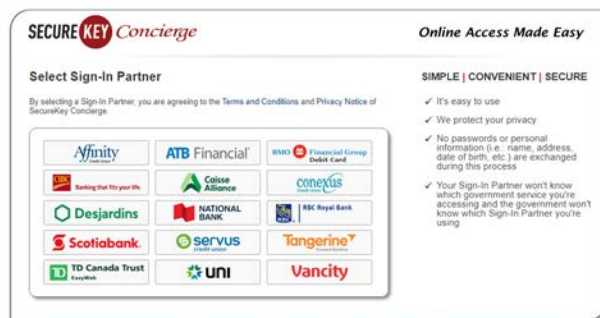 SECUREKEY Concierge
Online Access Made Easy
Select Sign-In Partner
By selecting a Sign-In Partner, you are agreeing to the Terms and Conditions and Privacy Notice of
SecureKey Concierge.
Affinity
Credit Union
ATB Financial
BMO Financial Group
Debit Card
CIBC Banking that fits your life.
Caisse
Alliance
conexus
Desjardins
NATIONAL
BANK
RBC RBC Royal Bank
Scotiabank
servus
credit union
Tangerine
TD TD Canada Trust
EasyWeb
UNI
Vancity
SIMPLE | CONVENIENT | SECURE
✓ It's easy to use
✓ We protect your privacy
✓ No passwords or personal
information (i.e.: name, address,
date of birth, etc.) are exchanged
during this process
✓ Your Sign-In Partner won't know
which government service you're
accessing and the government won't
know which Sign-In Partner you're
using